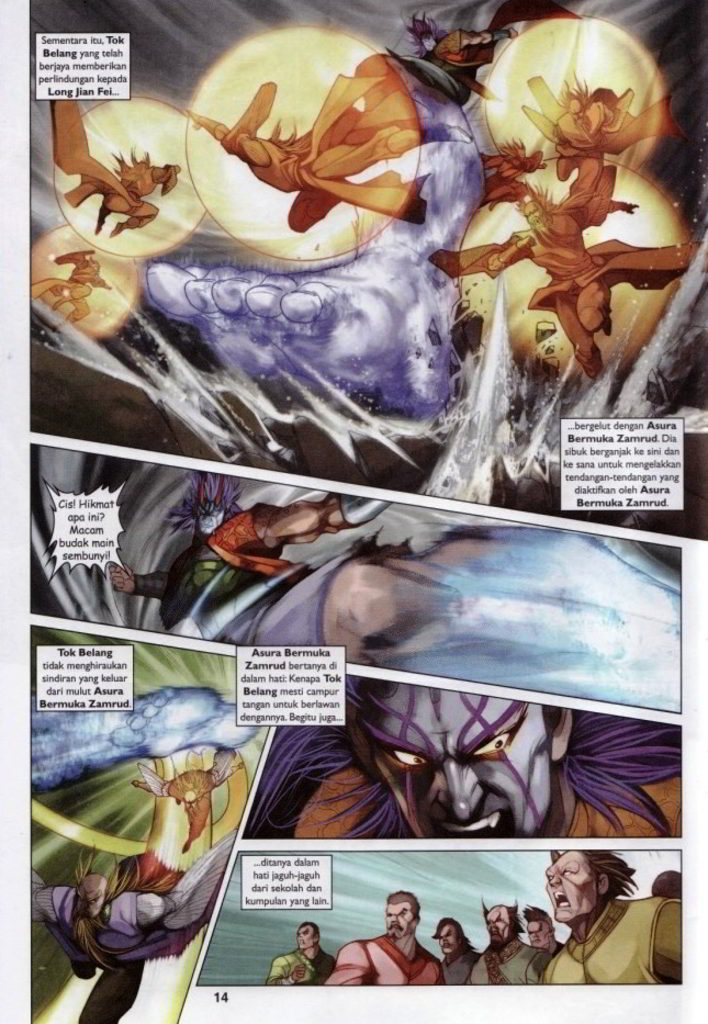 Sementara itu, Tok
Belang yang telah
berjaya memberikan
perlindungan kepada
Long Jian Fei...
...bergelut dengan Asura
Bermuka Zamrud. Dia
sibuk berganjak ke sini dan
ke sana untuk mengelakkan
tendangan-tendangan yang
diaktifkan oleh Asura
Bermuka Zamrud.
Cis! Hikmat
apa ini?
Macam
budak main
sembunyi!
Tok Belang
tidak menghiraukan
sindiran yang keluar
dari mulut Asura
Bermuka Zamrud.
Asura Bermuka
Zamrud bertanya di
dalam hati: Kenapa Tok
Belang mesti campur
tangan untuk berlawan
dengannya. Begitu juga...
...ditanya dalam
hati jaguh-jaguh
dari sekolah dan
kumpulan yang lain.
14